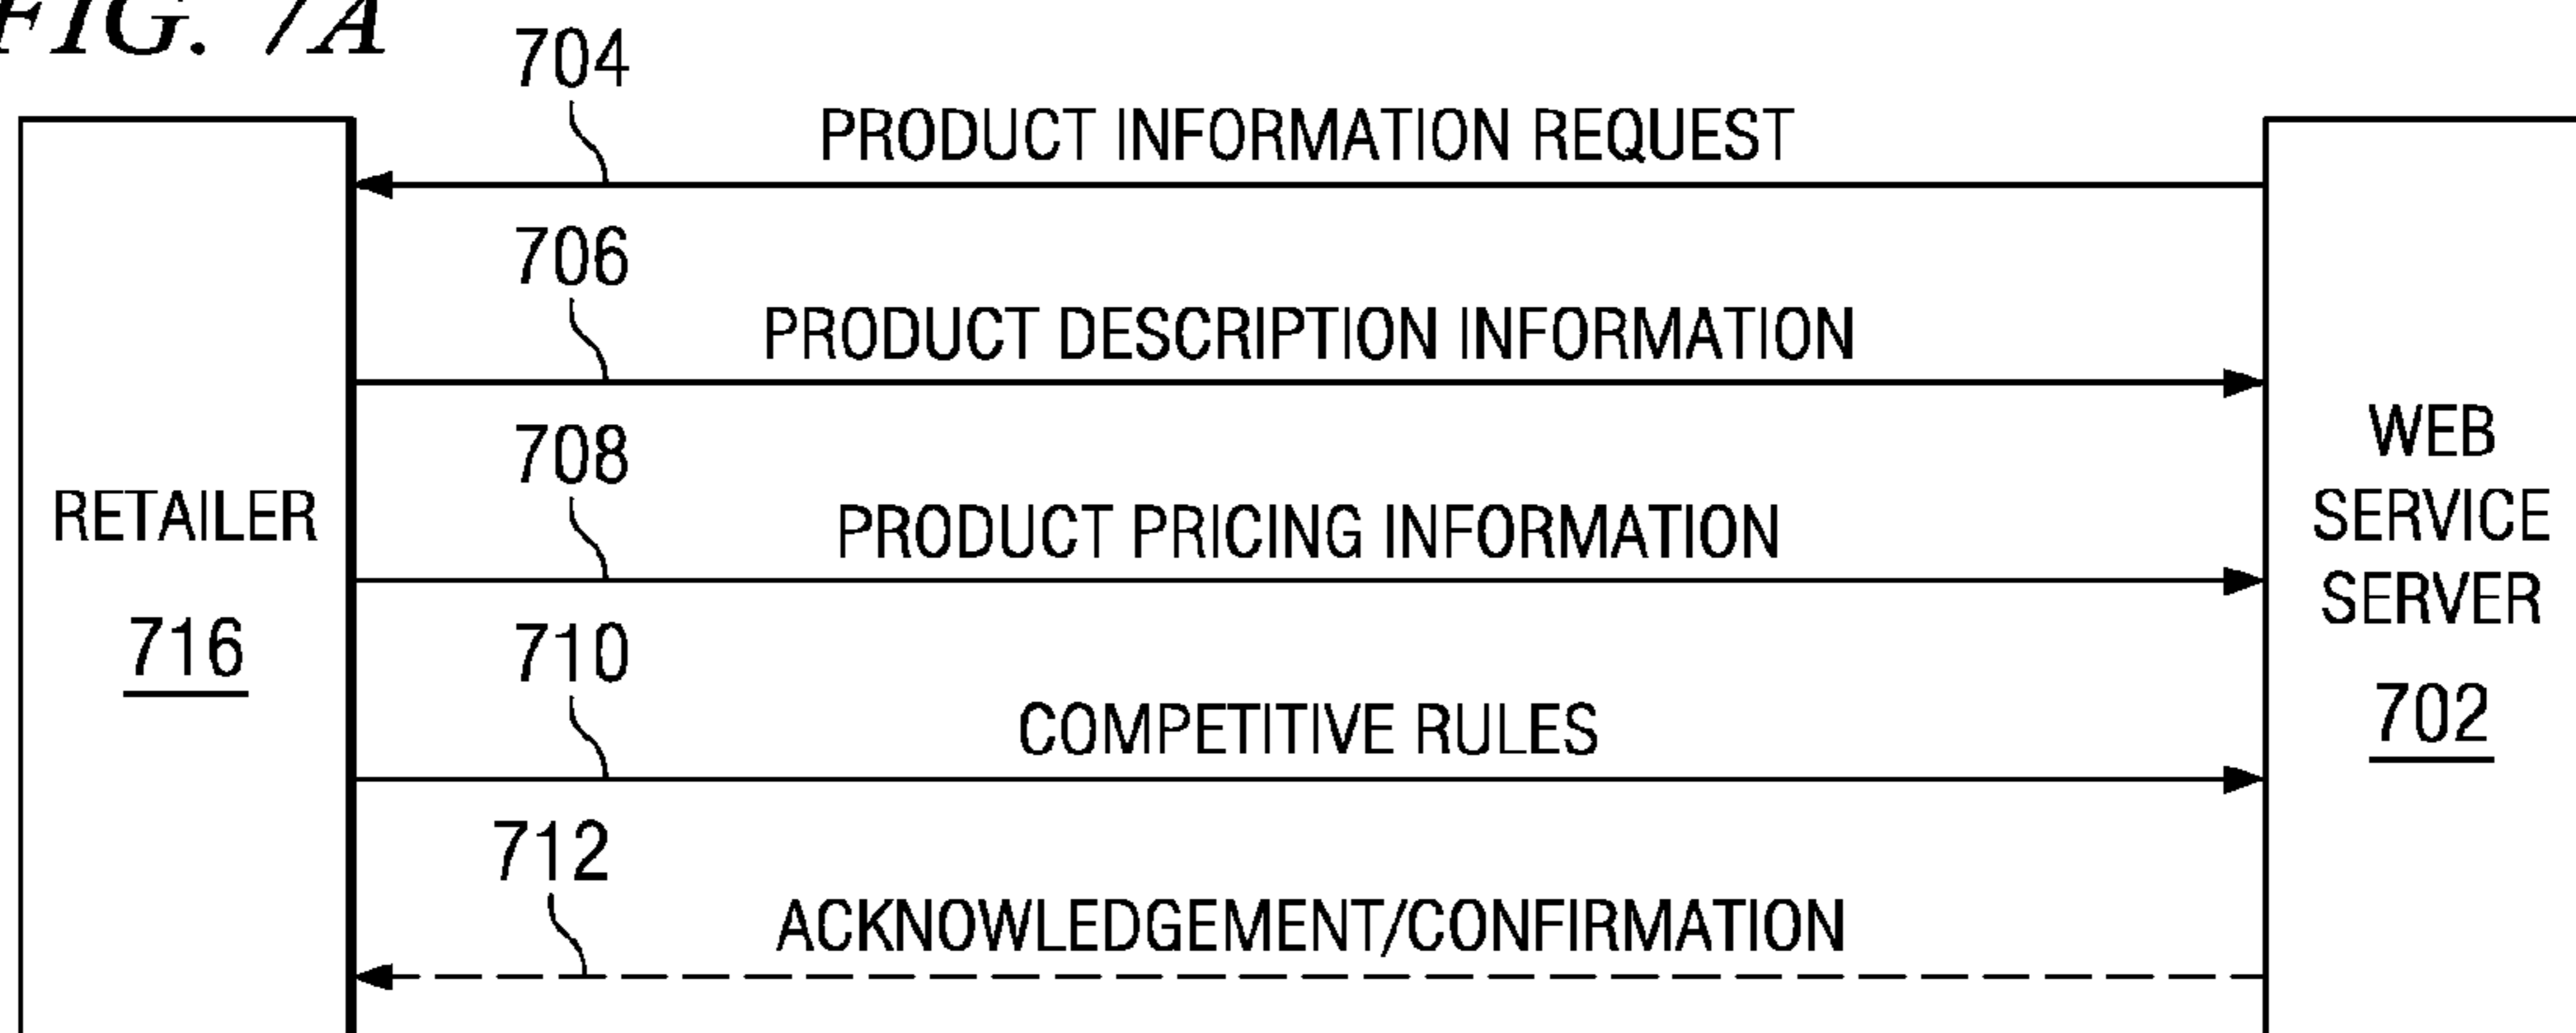 FIG. 7A
704
PRODUCT INFORMATION REQUEST
706
PRODUCT DESCRIPTION INFORMATION
708
PRODUCT PRICING INFORMATION
710
COMPETITIVE RULES
712
ACKNOWLEDGEMENT/CONFIRMATION
RETAILER
716
WEB
SERVICE
SERVER
702